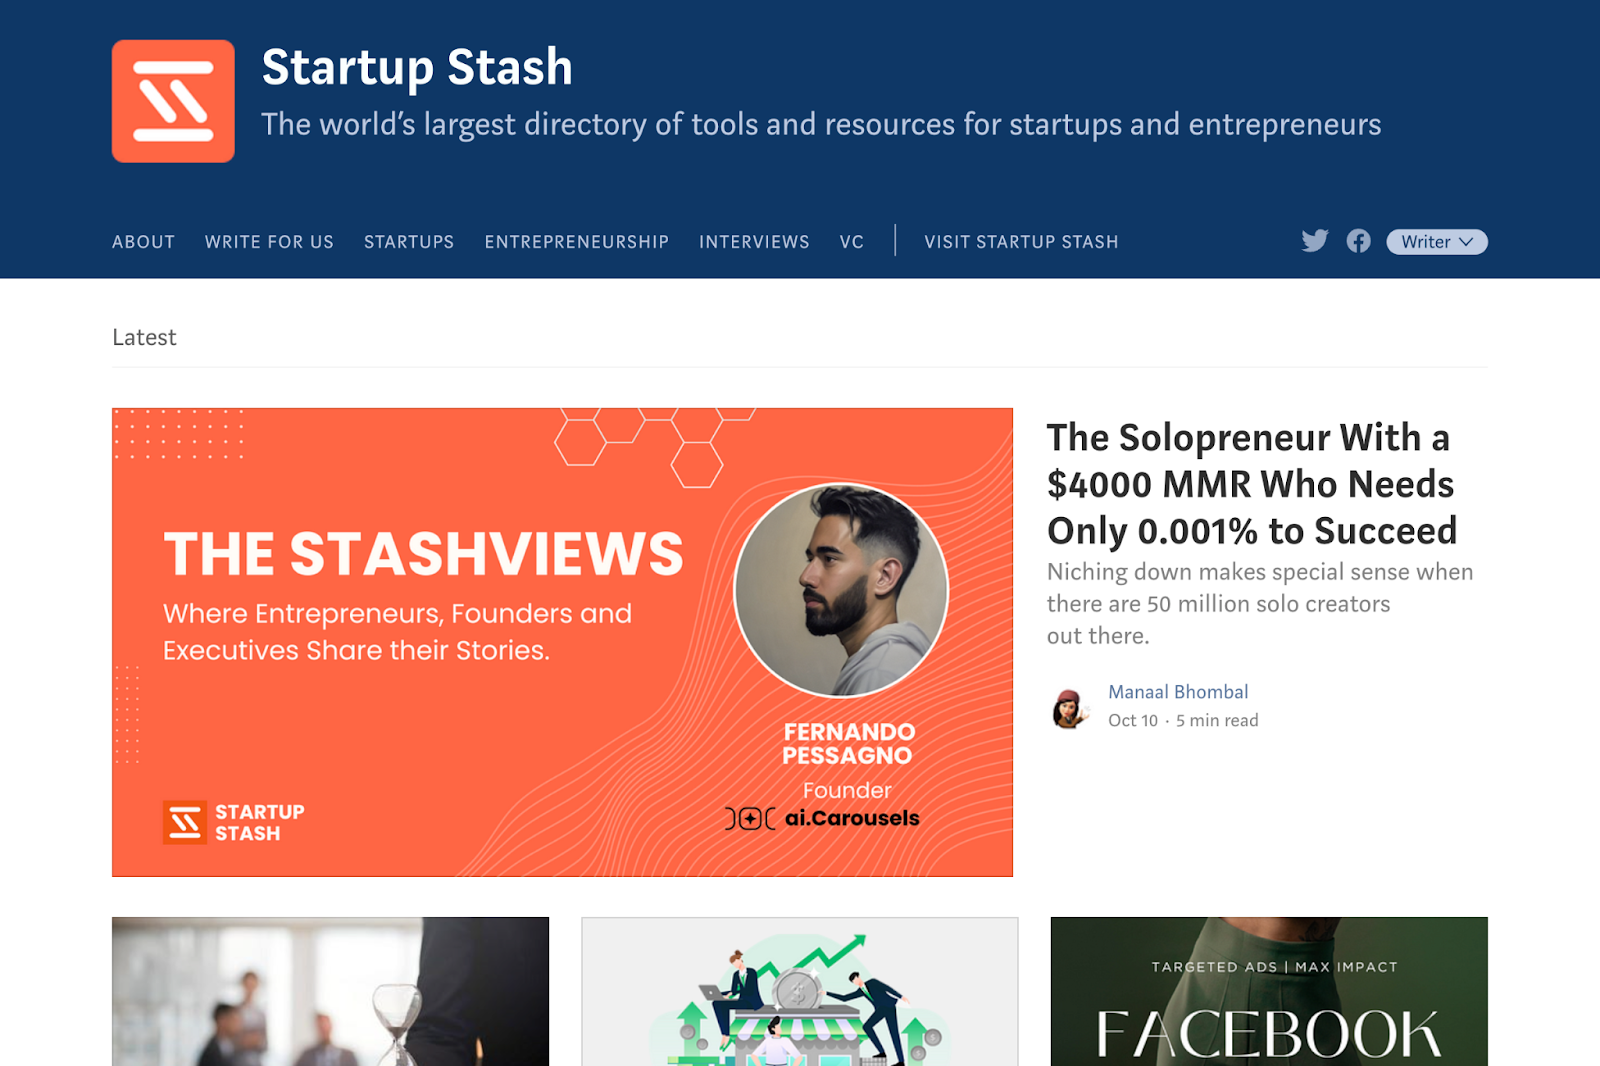 Startup Stash
The world's largest directory of tools and resources for startups and entrepreneurs
ABOUT
WRITE FOR US
STARTUPS
ENTREPRENEURSHIP
INTERVIEWS
VC
VISIT STARTUP STASH
Writer
Latest
THE STASHVIEWS
Where Entrepreneurs, Founders and
Executives Share their Stories.
FERNANDO
PESSAGNO
Founder
ai.Carousels
STARTUP
STASH
The Solopreneur With a
$4000 MMR Who Needs
Only 0.001% to Succeed
Niching down makes special sense when
there are 50 million solo creators
out there.
Manaal Bhombal
Oct 10 · 5 min read
TARGETED ADS | MAX IMPACT
FACEBOOK